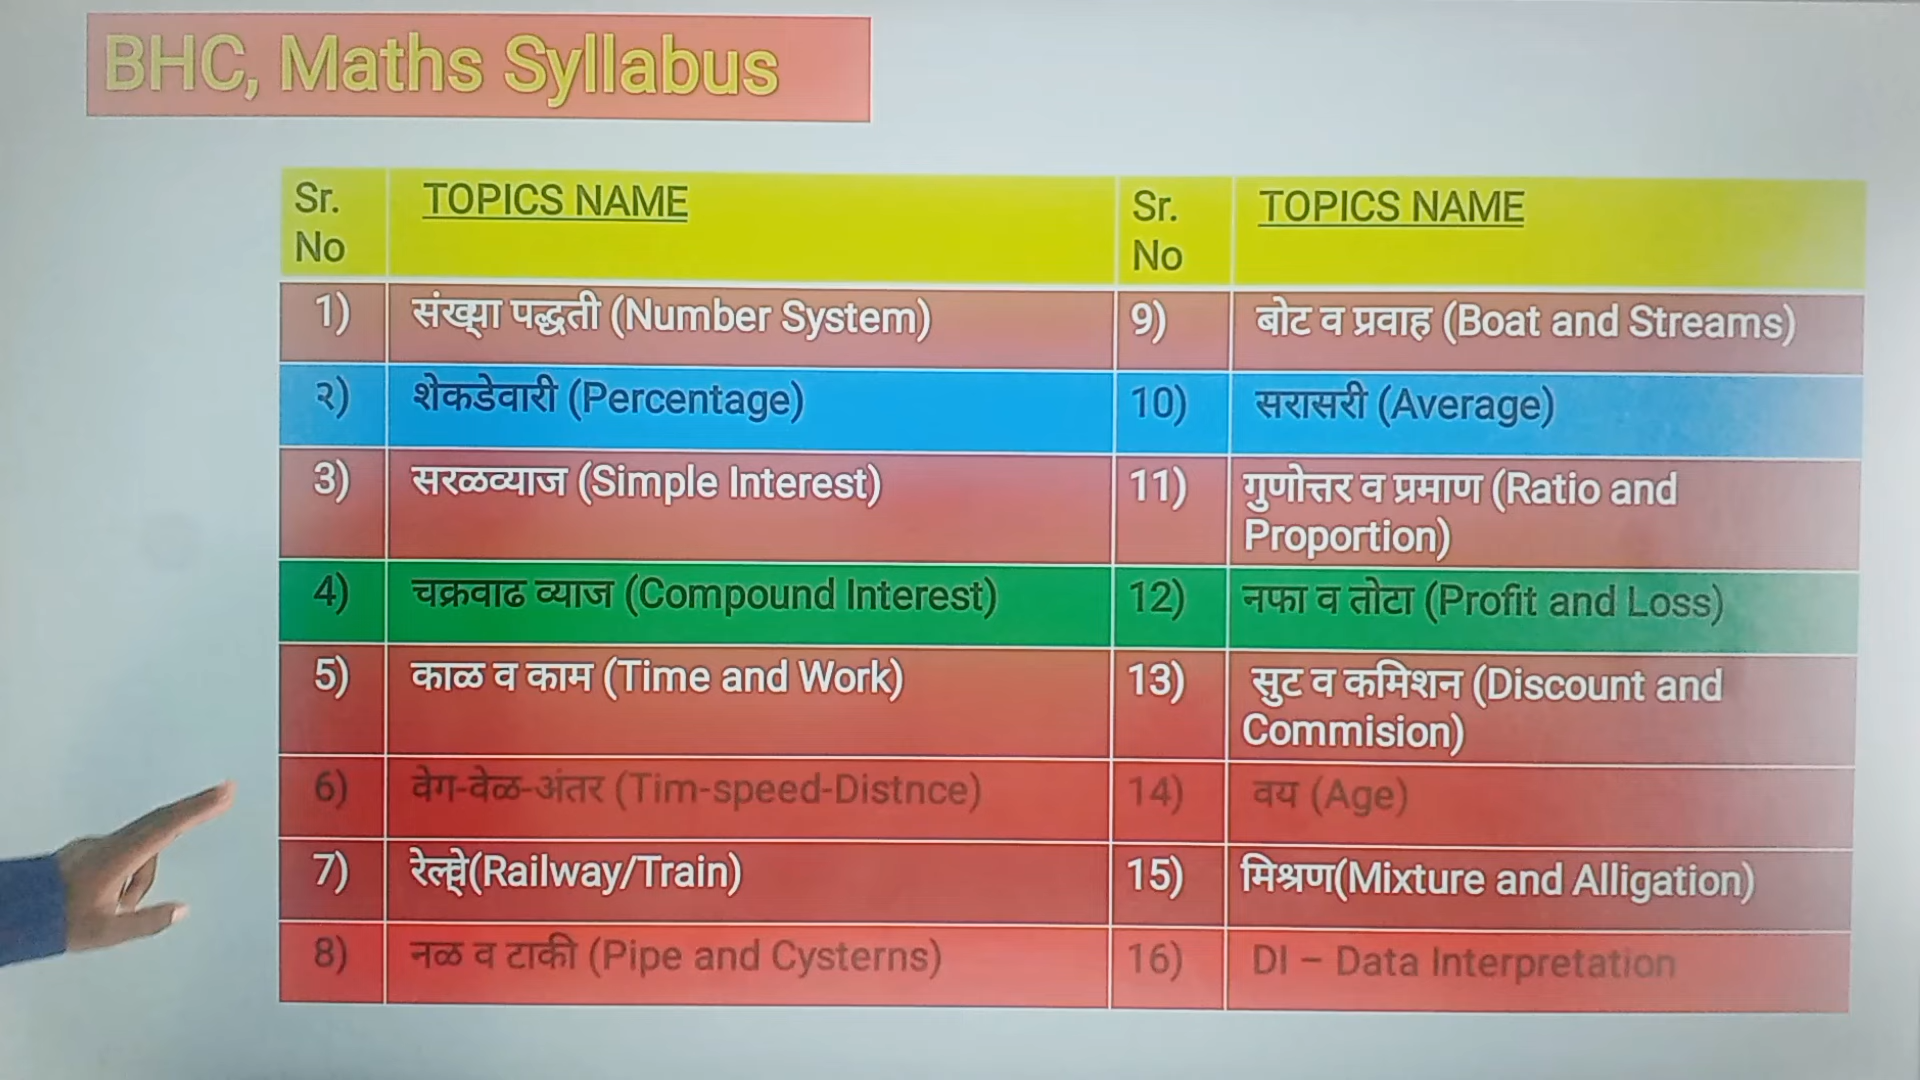 BHC, Maths Syllabus
Sr. No TOPICS NAME Sr. No TOPICS NAME
1) संख्या पद्धती (Number System) 9) बोट व प्रवाह (Boat and Streams)
२) शेकडेवारी (Percentage) 10) सरासरी (Average)
3) सरळव्याज (Simple Interest) 11) गुणोत्तर व प्रमाण (Ratio and Proportion)
4) चक्रवाढ व्याज (Compound Interest) 12) नफा व तोटा (Profit and Loss)
5) काळ व काम (Time and Work) 13) सुट व कमिशन (Discount and Commision)
6) वेग-वेळ-अंतर (Tim-speed-Distnce) 14) वय (Age)
7) रेल्वे(Railway/Train) 15) मिश्रण(Mixture and Alligation)
8) नळ व टाकी (Pipe and Cysterns) 16) DI – Data Interpretation